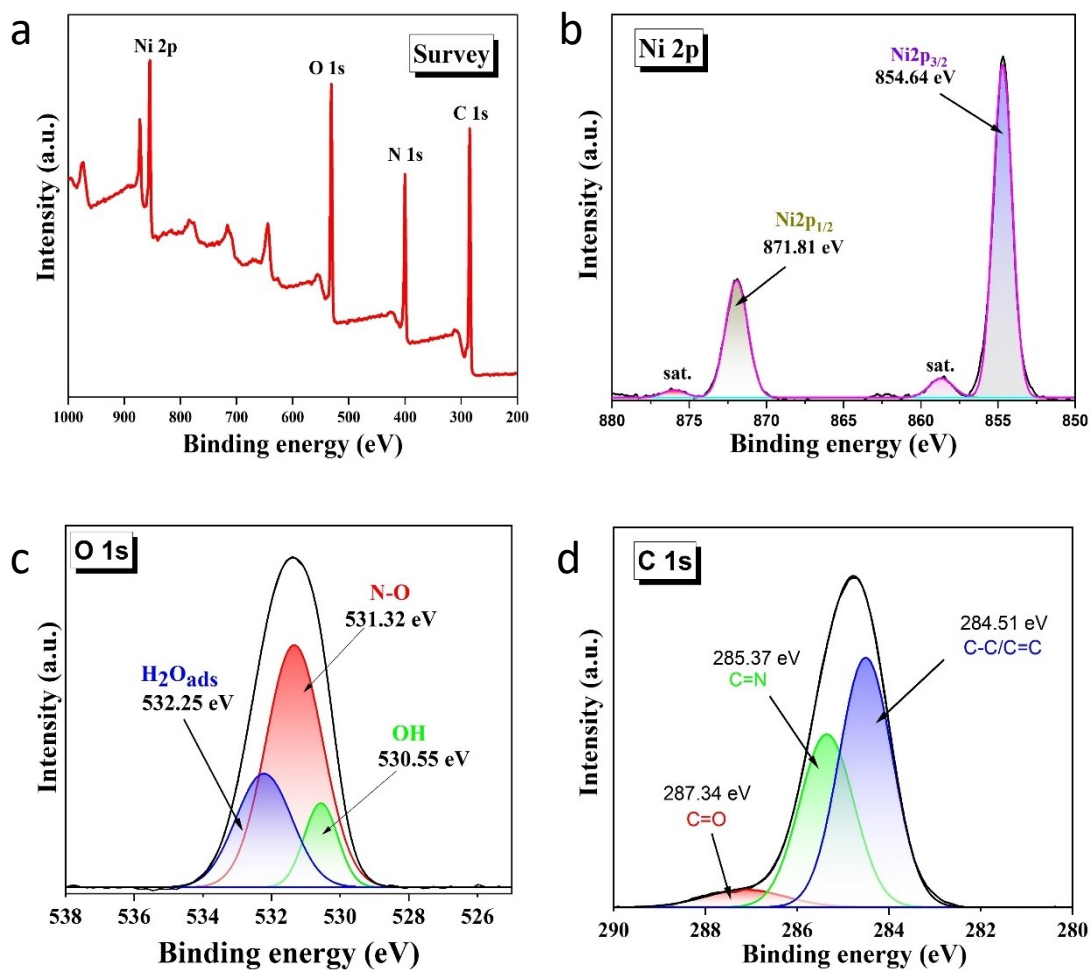 a
Survey
Ni 2p
O 1s
N 1s
C 1s
Intensity (a.u.)
1000 900 800 700 600 500 400 300 200
Binding energy (eV)
b
Ni 2p
Ni2p3/2
854.64 eV
Ni2p1/2
871.81 eV
sat.
sat.
Intensity (a.u.)
880 875 870 865 860 855 850
Binding energy (eV)
c
O 1s
N-O
531.32 eV
H2Oads
532.25 eV
OH
530.55 eV
Intensity (a.u.)
538 536 534 532 530 528 526
Binding energy (eV)
d
C 1s
284.51 eV
C-C/C=C
285.37 eV
C=N
287.34 eV
C=O
Intensity (a.u.)
290 288 286 284 282 280
Binding energy (eV)